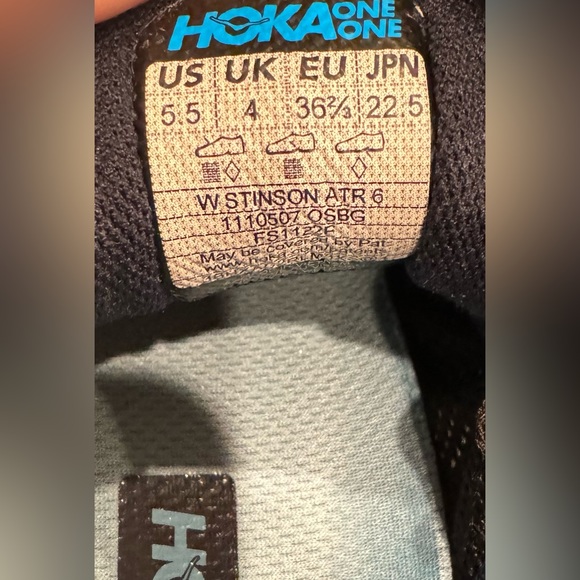 HOKA ONE ONE
US UK EU JPN
5.5 4 36⅔ 22.5
W STINSON ATR 6
1110507 OSBG
FS1122F
May be covered by Pat.
HOKA